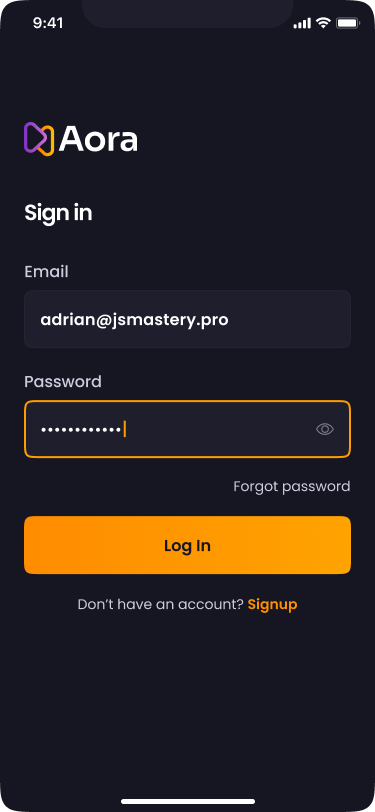 9:41
Aora
Sign in
Email
adrian@jsmastery.pro
Password
••••••••••••
Forgot password
Log In
Don’t have an account? Signup